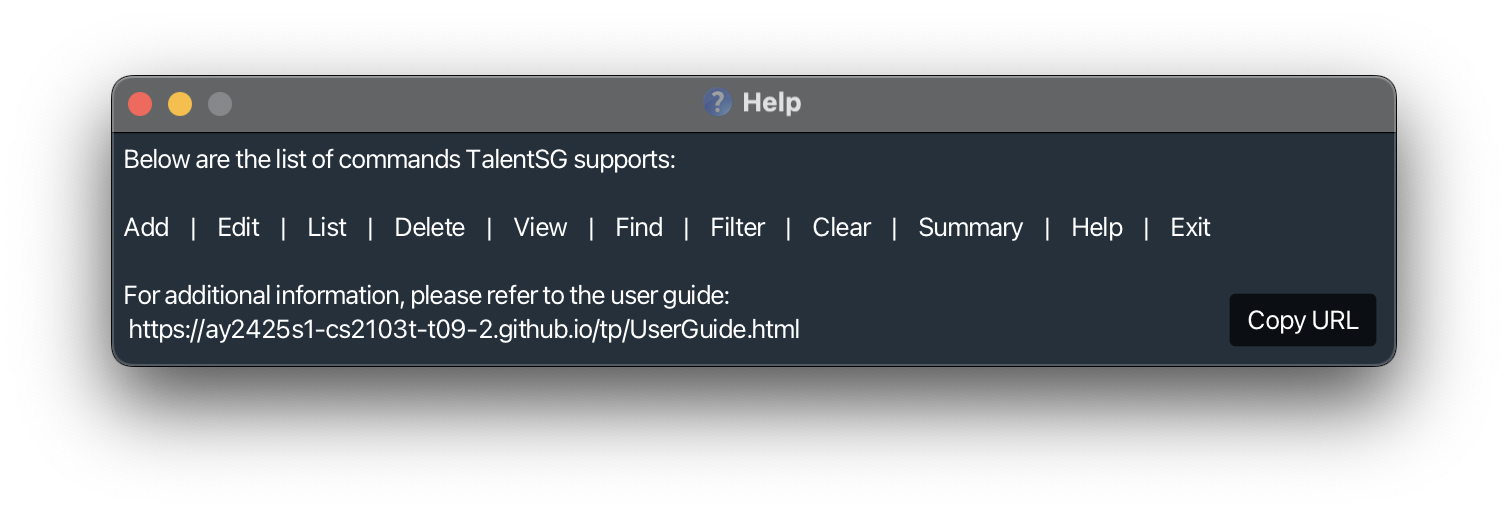 Help
Below are the list of commands TalentSG supports:
Add | Edit | List | Delete | View | Find | Filter | Clear | Summary | Help | Exit
For additional information, please refer to the user guide:
https://ay2425s1-cs2103t-t09-2.github.io/tp/UserGuide.html
Copy URL